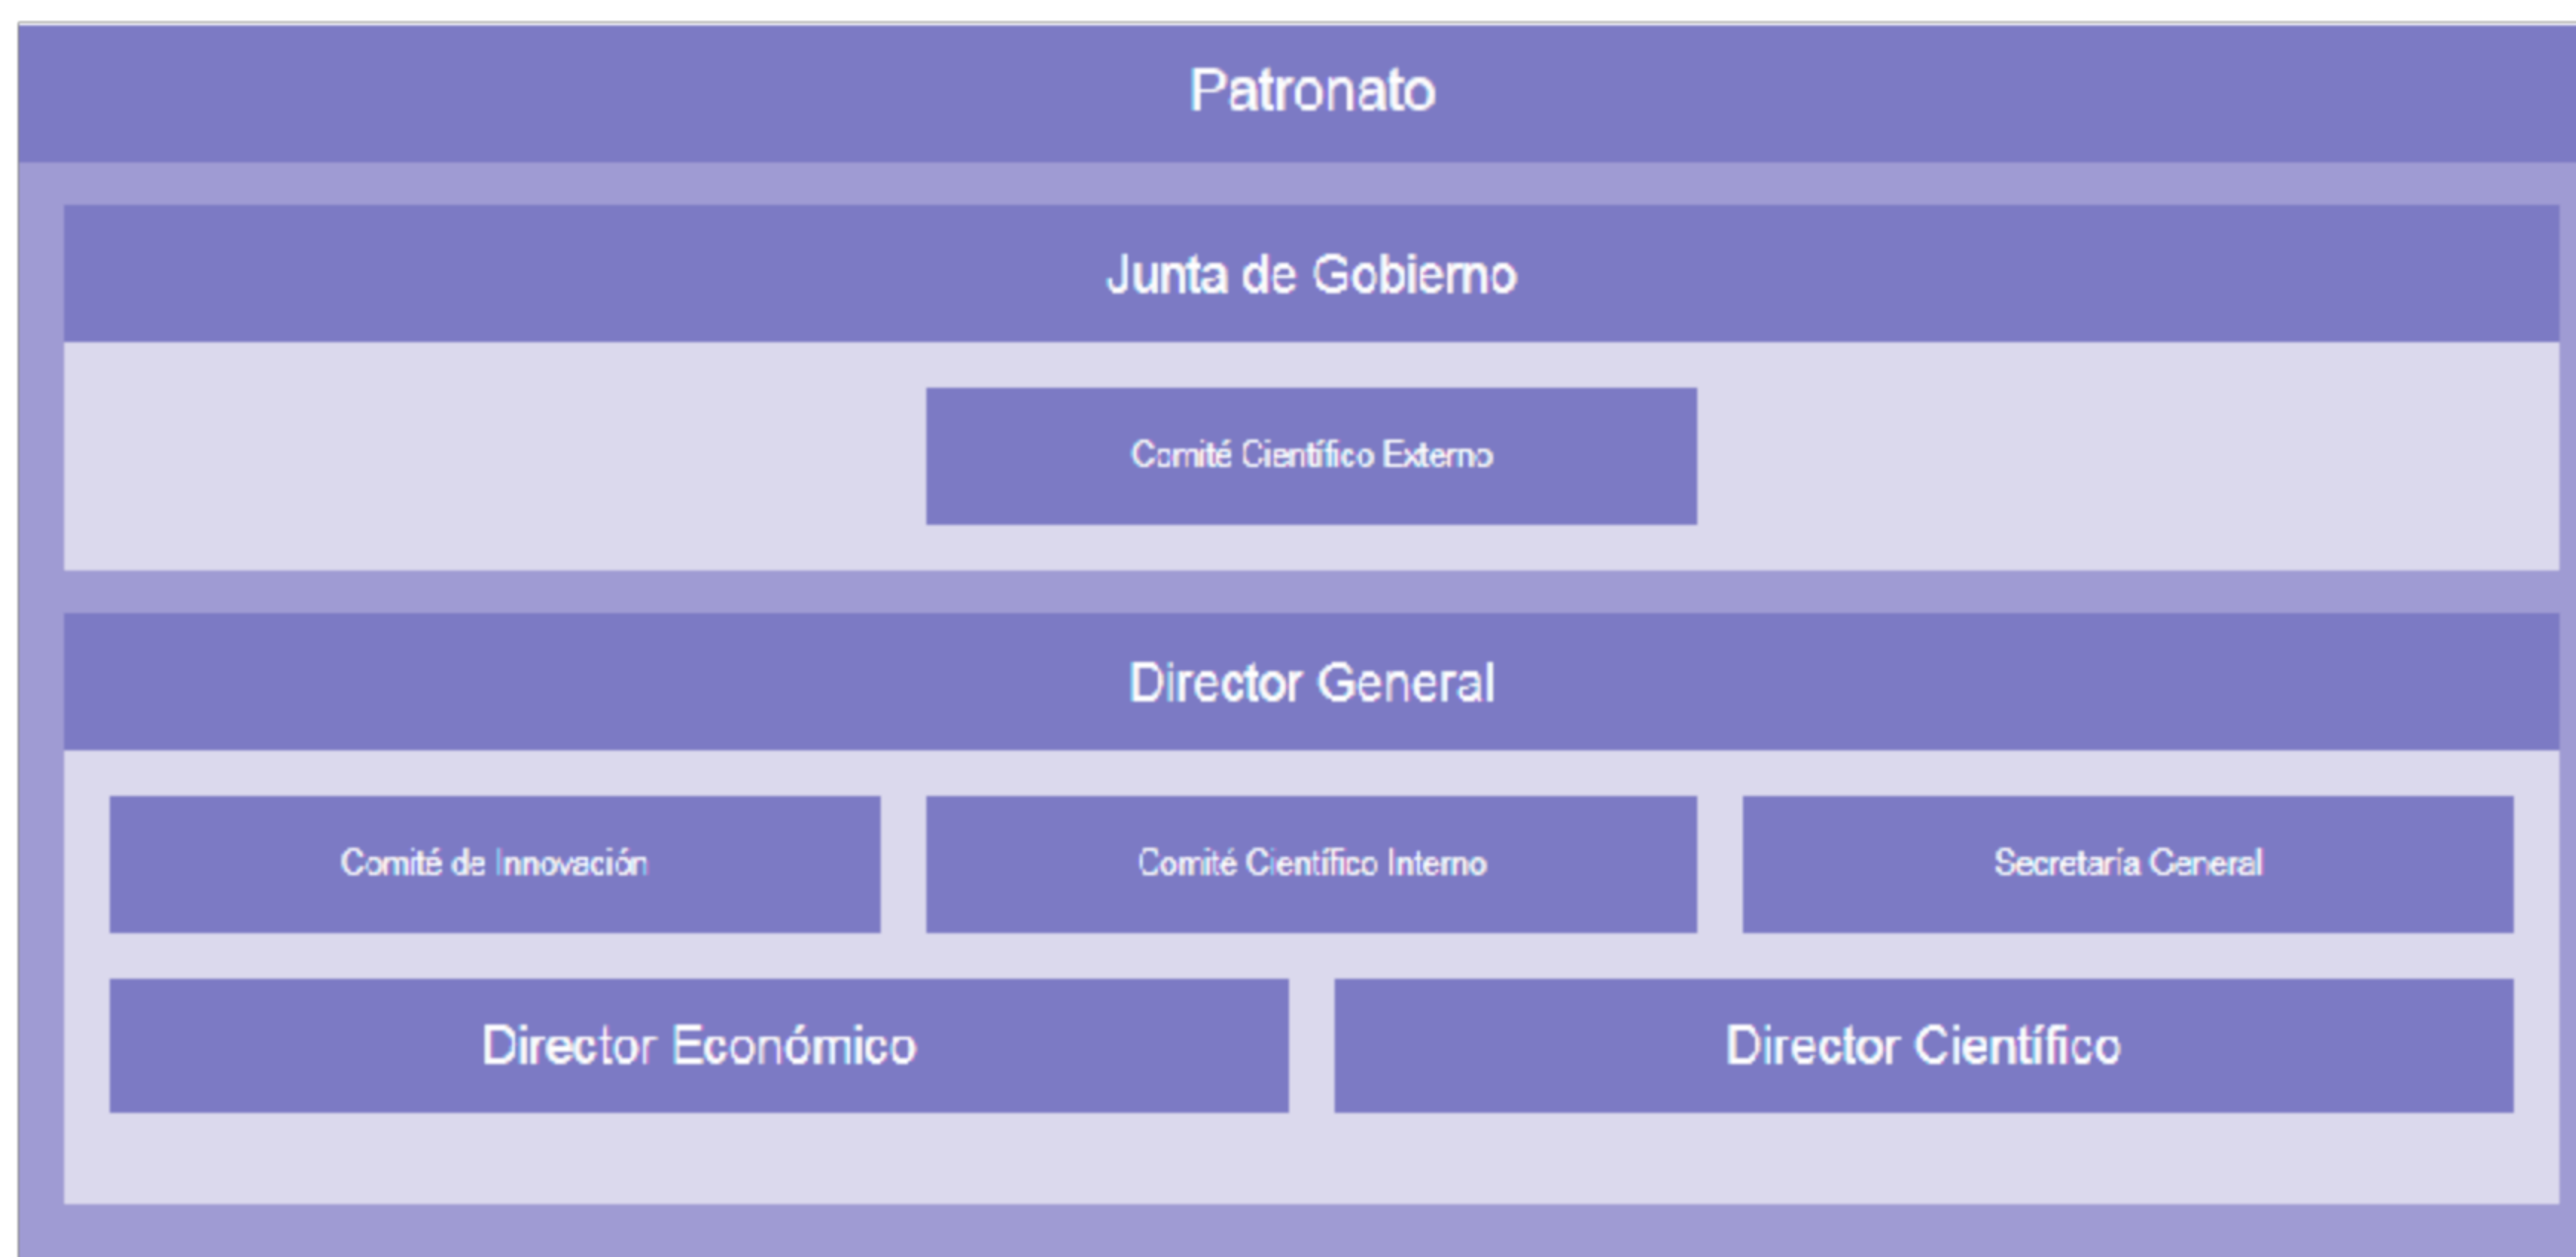 Patronato
Junta de Gobierno
Comité Científico Externo
Director General
Comité de Innovación
Comité Científico Interno
Secretaría General
Director Económico
Director Científico